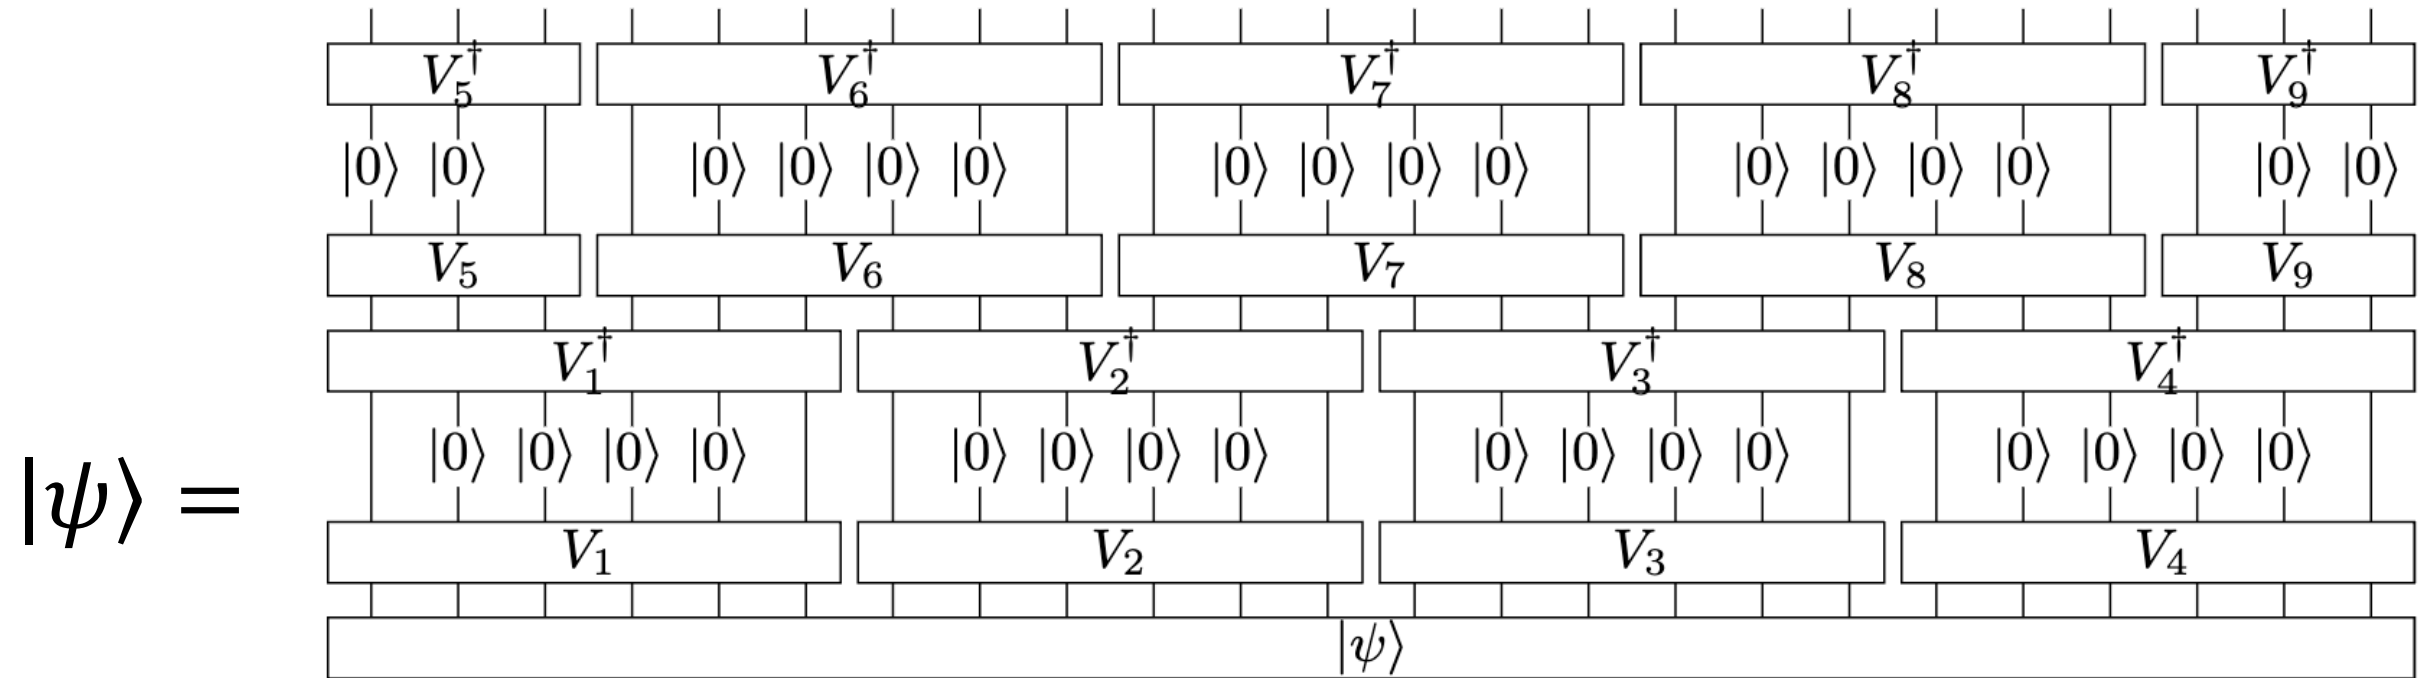 V₅† V₆† V₇† V₈† V₉†
|0⟩ |0⟩ |0⟩ |0⟩ |0⟩ |0⟩ |0⟩ |0⟩ |0⟩ |0⟩ |0⟩ |0⟩ |0⟩ |0⟩ |0⟩ |0⟩
V₅ V₆ V₇ V₈ V₉
V₁† V₂† V₃† V₄†
|0⟩ |0⟩ |0⟩ |0⟩ |0⟩ |0⟩ |0⟩ |0⟩ |0⟩ |0⟩ |0⟩ |0⟩ |0⟩ |0⟩ |0⟩ |0⟩
|ψ⟩ =
V₁ V₂ V₃ V₄
|ψ⟩